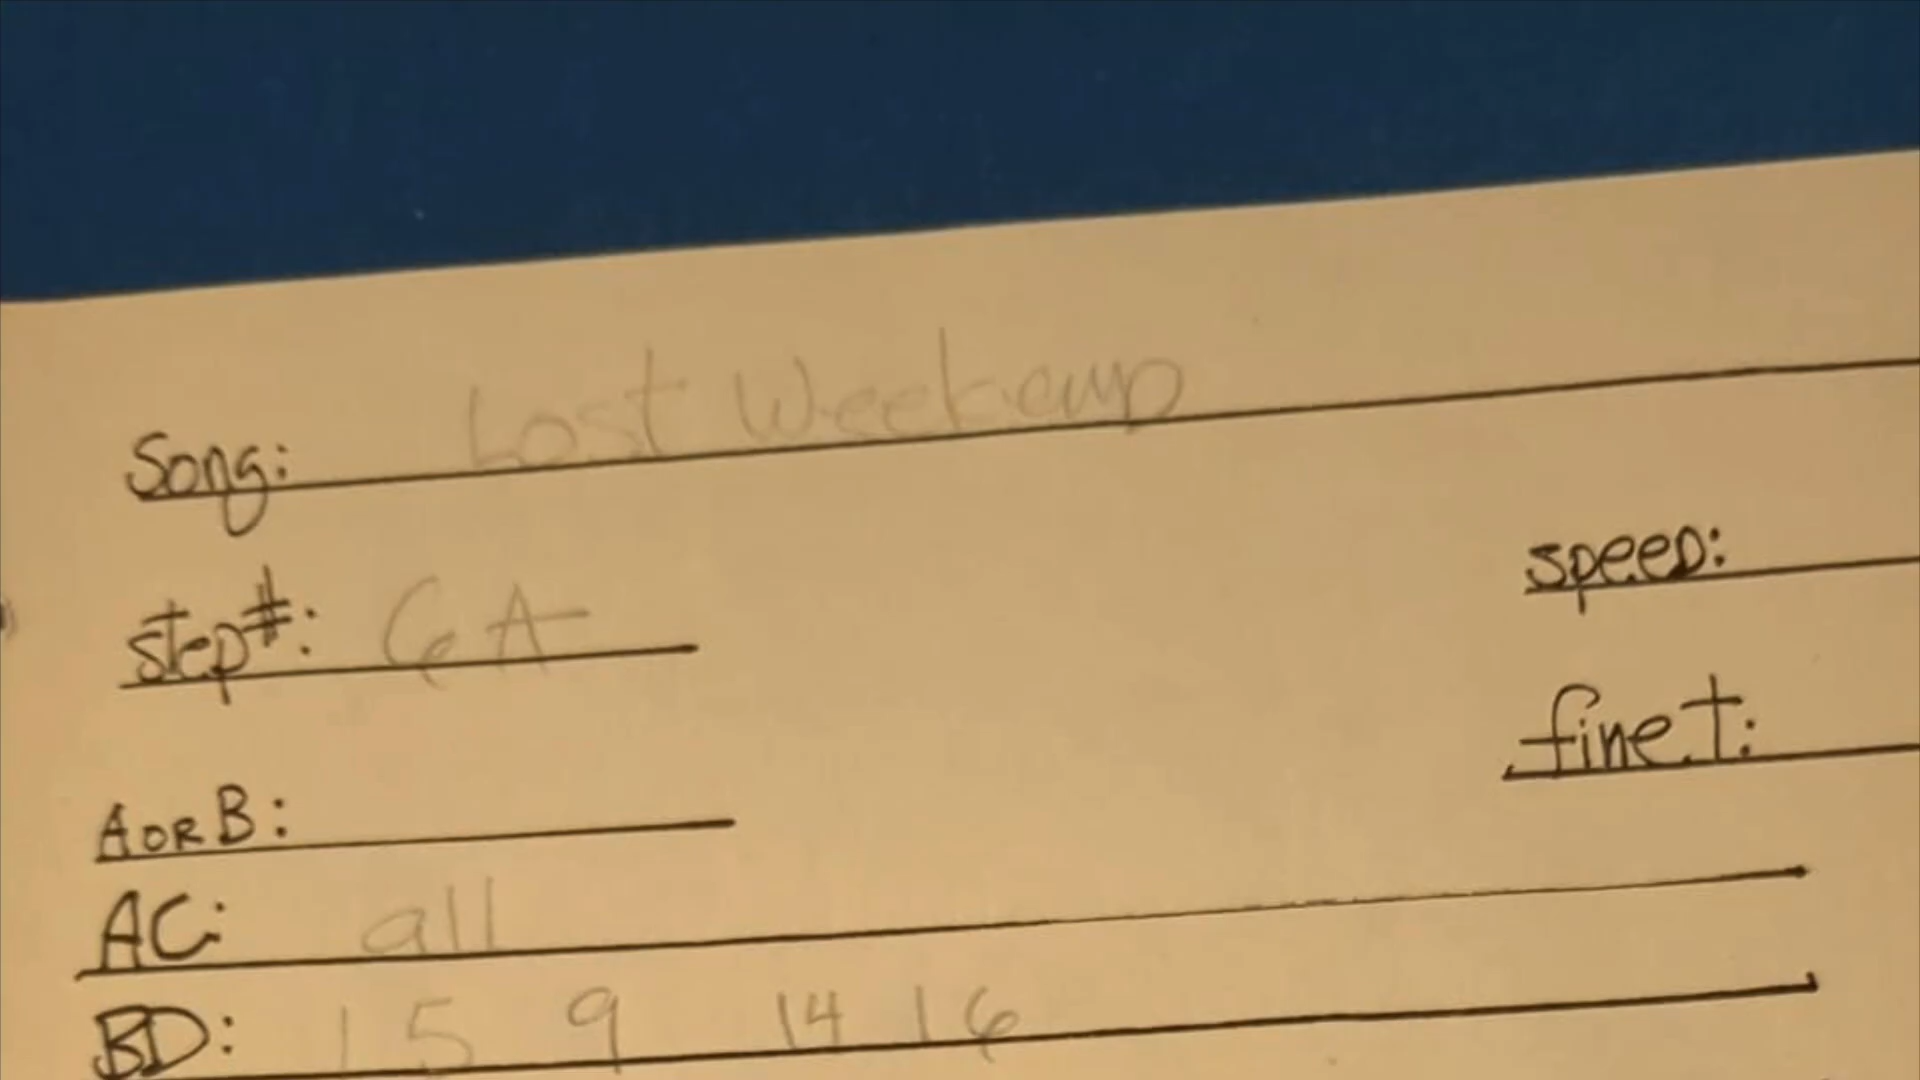 Song: Lost Weekend
speed:
step#: 6A
fine t:
A OR B:
AC: all
BD: 1 5 9 14 16